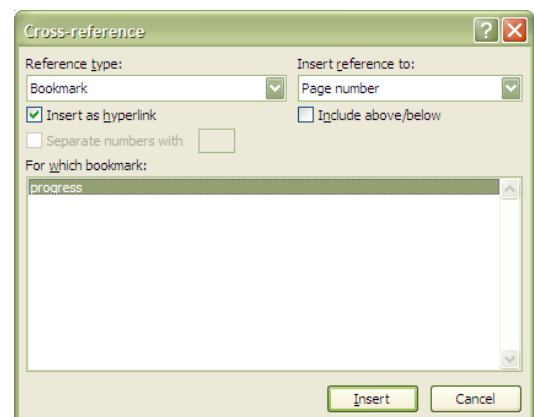 Cross-reference
Reference type: Insert reference to:
Bookmark Page number
Insert as hyperlink Include above/below
Separate numbers with
For which bookmark:
progress
Insert Cancel